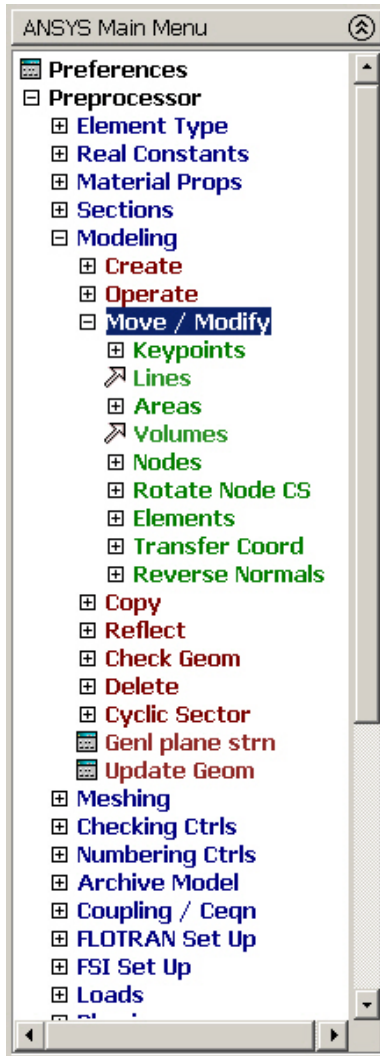 ANSYS Main Menu
Preferences
Preprocessor
Element Type
Real Constants
Material Props
Sections
Modeling
Create
Operate
Move / Modify
Keypoints
Lines
Areas
Volumes
Nodes
Rotate Node CS
Elements
Transfer Coord
Reverse Normals
Copy
Reflect
Check Geom
Delete
Cyclic Sector
Genl plane strn
Update Geom
Meshing
Checking Ctrls
Numbering Ctrls
Archive Model
Coupling / Ceqn
FLOTRAN Set Up
FSI Set Up
Loads